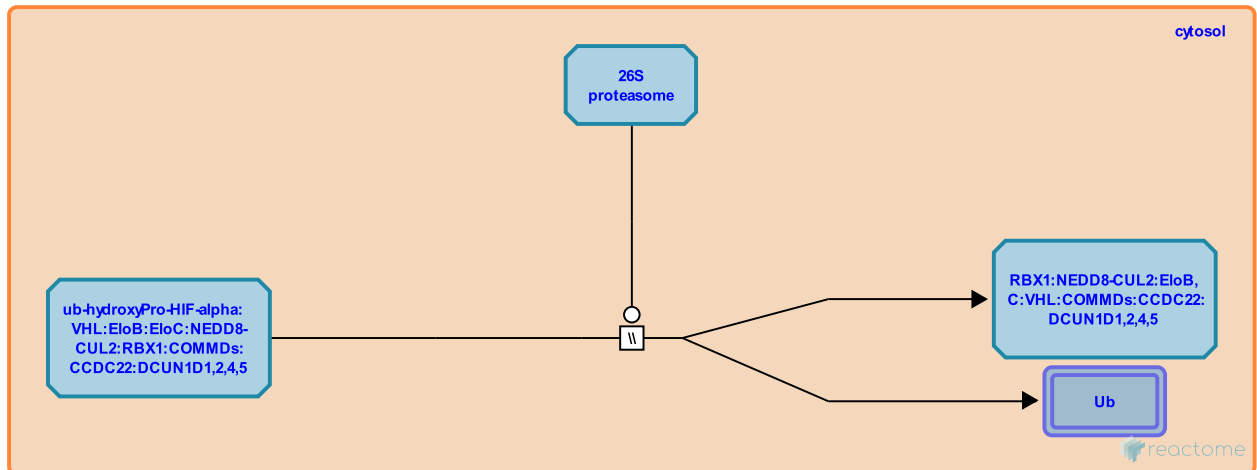 cytosol
26S
proteasome
ub-hydroxyPro-HIF-alpha:
VHL:EloB:EloC:NEDD8-
CUL2:RBX1:COMMDs:
CCDC22:DCUN1D1,2,4,5
\\
RBX1:NEDD8-CUL2:EloB,
C:VHL:COMMDs:CCDC22:
DCUN1D1,2,4,5
Ub
reactome